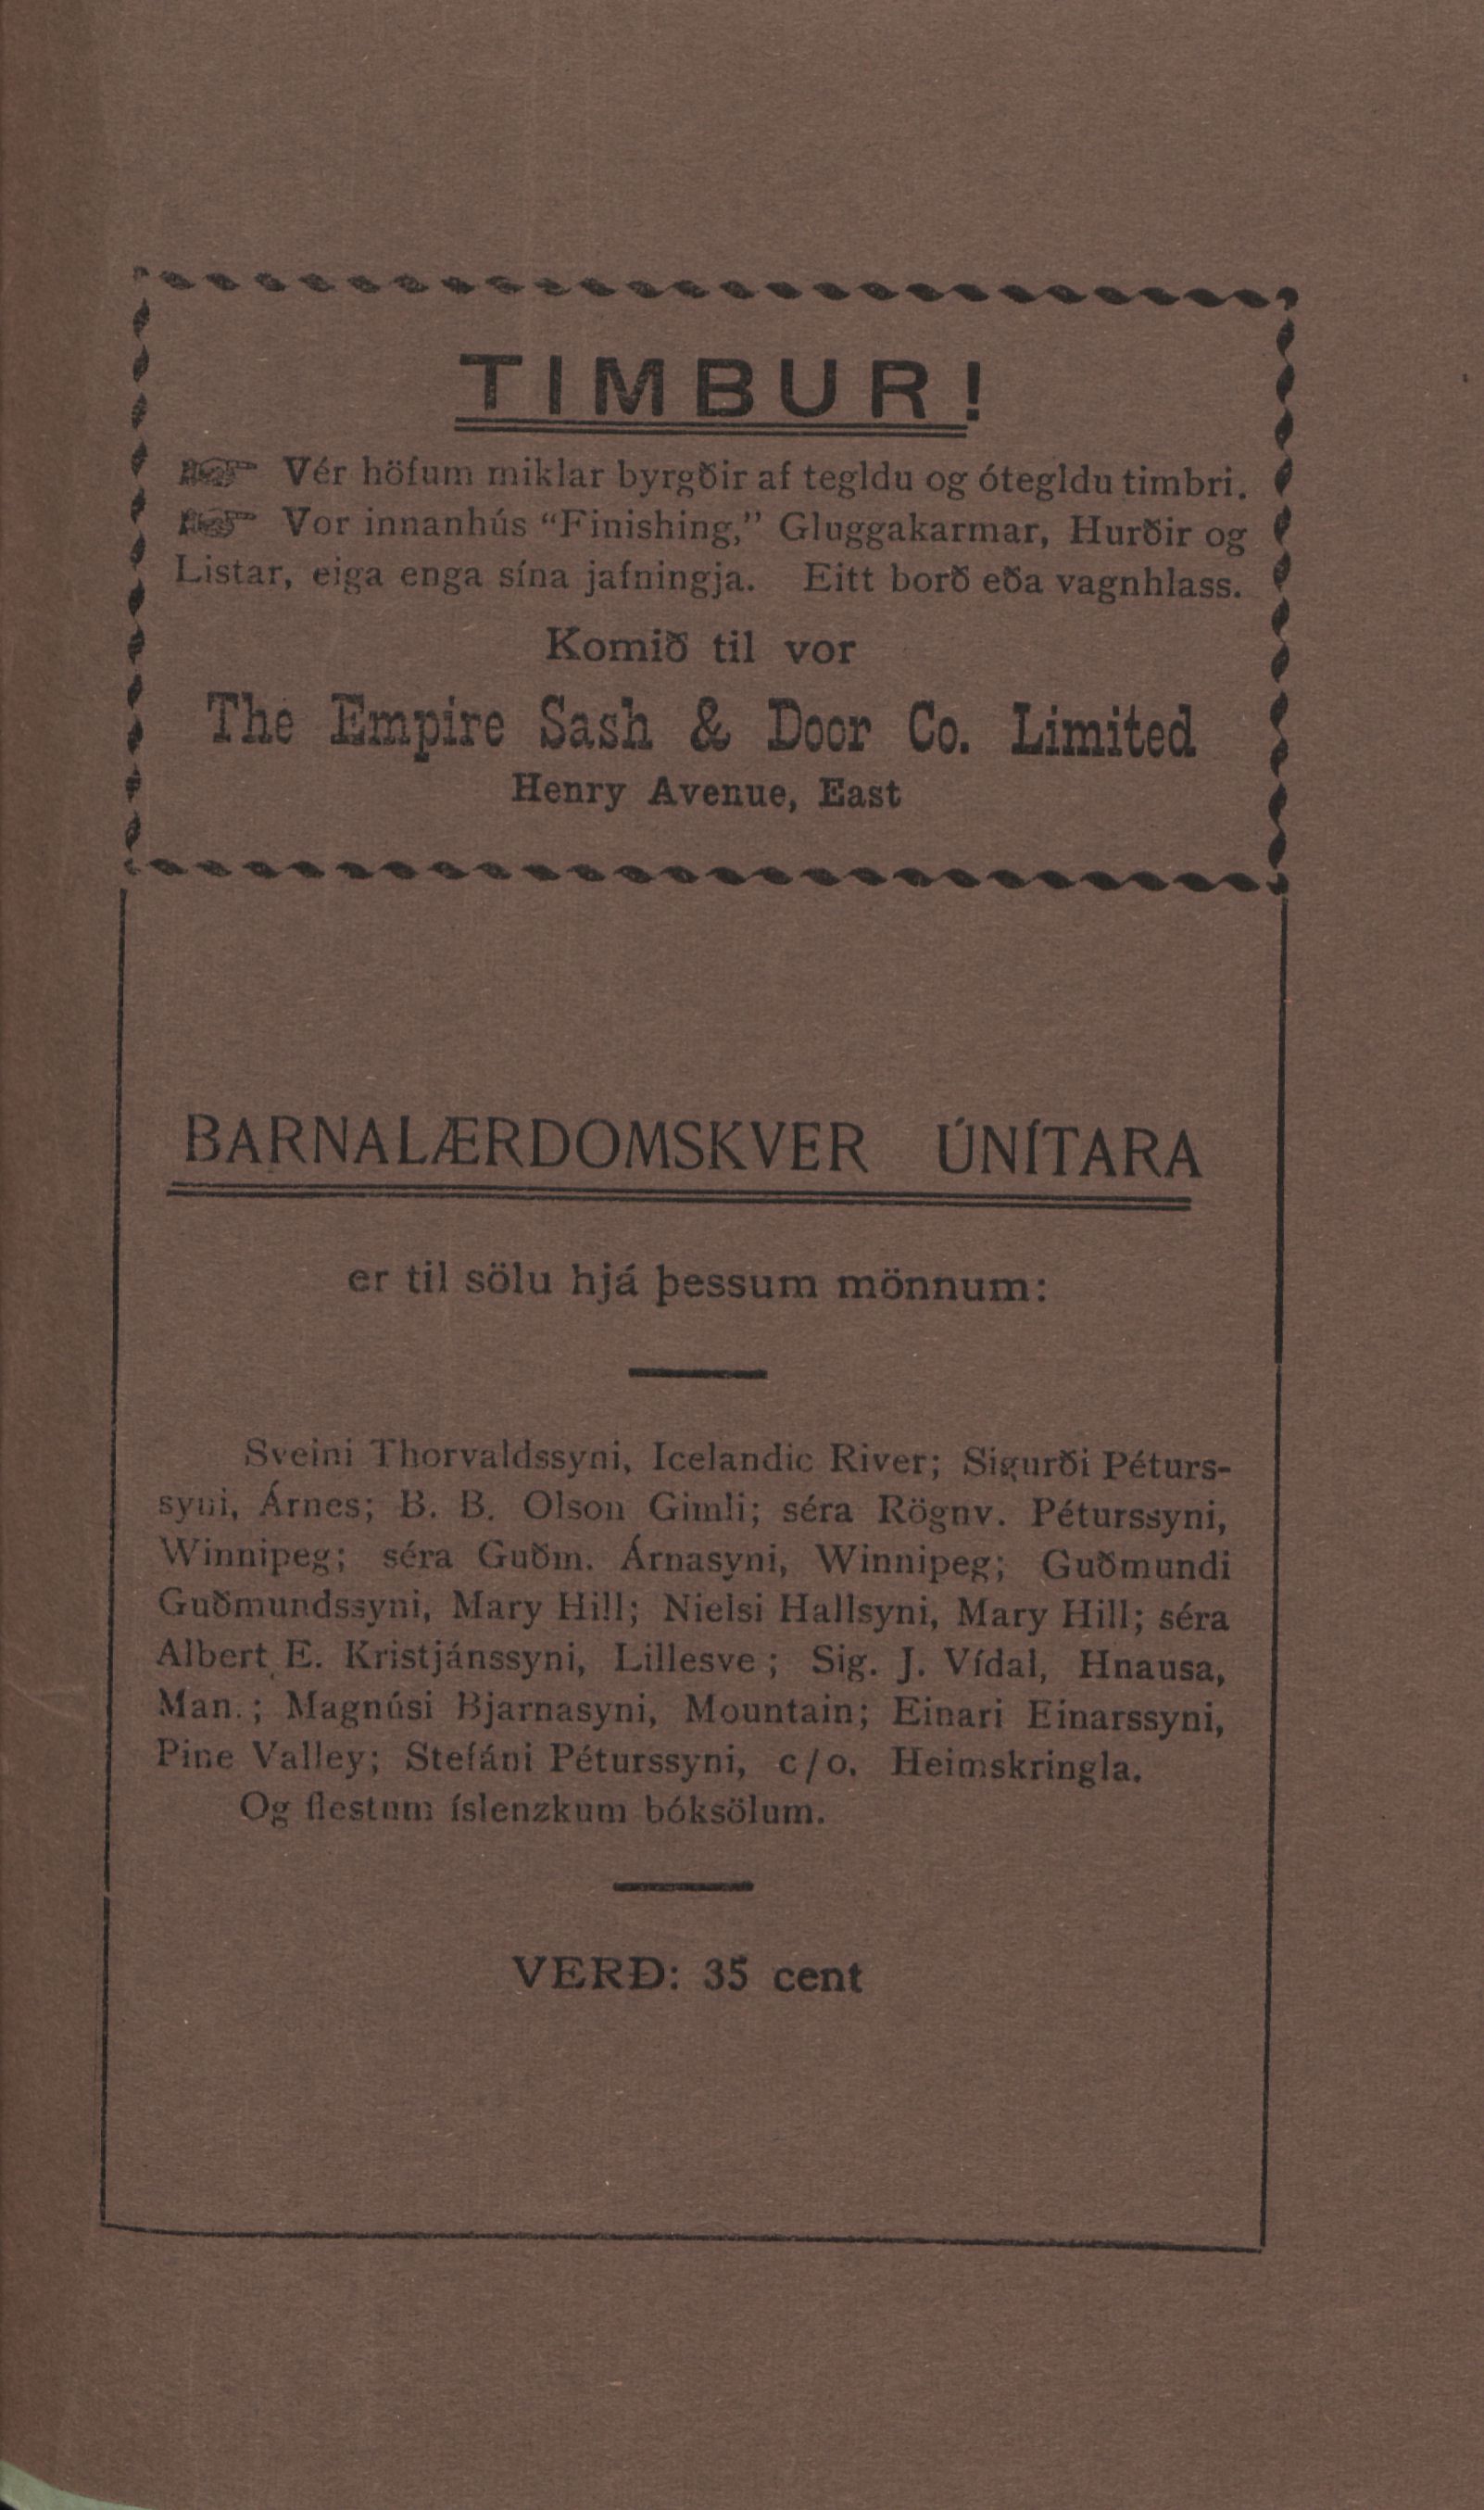 TIMBUR!
☞ Vér höfum miklar byrgðir af tegldu og ótegldu timbri.
☞ Vor innanhús “Finishing,” Gluggakarmar, Hurðir og
Listar, eiga enga sína jafningja. Eitt borð eða vagnhlass.
Komið til vor
The Empire Sash & Door Co. Limited
Henry Avenue, East
BARNALÆRDOMSKVER ÚNÍTARA
er til sölu hjá þessum mönnum:
Sveini Thorvaldssyni, Icelandic River; Sigurði Péturs-
syni, Árnes; B. B. Olson Gimli; séra Rögnv. Péturssyni,
Winnipeg; séra Guðm. Árnasyni, Winnipeg; Guðmundi
Guðmundssyni, Mary Hill; Nielsi Hallsyni, Mary Hill; séra
Albert E. Kristjánssyni, Lillesve; Sig. J. Vídal, Hnausa,
Man.; Magnúsi Bjarnasyni, Mountain; Einari Einarssyni,
Pine Valley; Stefáni Péturssyni, c/o. Heimskringla.
Og flestum íslenzkum bóksölum.
VERÐ: 35 cent